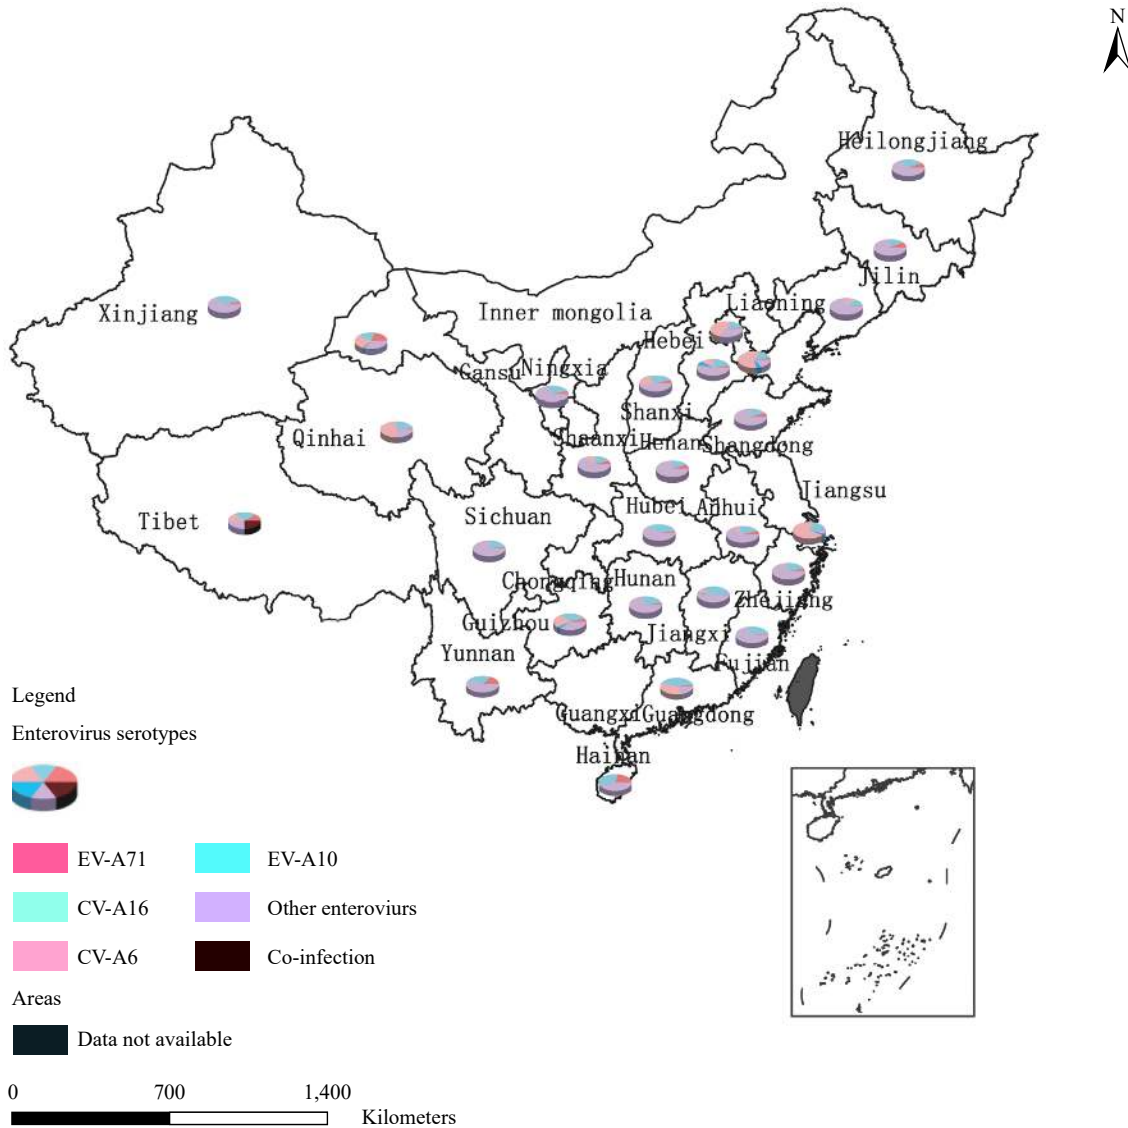 N
Heilongjiang
Jilin
Liaoning
Xinjiang
Inner mongolia
Hebei
Gansu
Ningxia
Shanxi
Qinhai
Shaanxi
Henan
Shangdong
Jiangsu
Tibet
Sichuan
Hubei
Anhui
Chongqing
Hunan
Zhejiang
Guizhou
Jiangxi
Yunnan
Fujian
Guangxi
Guangdong
Hainan
Legend
Enterovirus serotypes
EV-A71
EV-A10
CV-A16
Other enteroviurs
CV-A6
Co-infection
Areas
Data not available
0 700 1,400
Kilometers